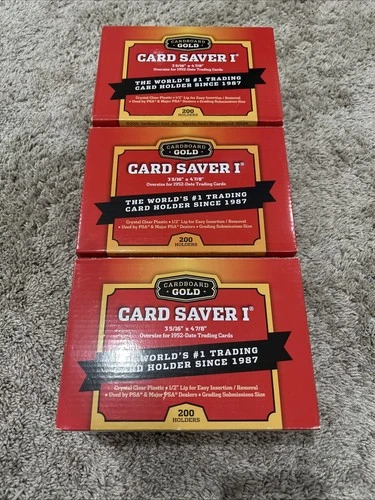 CARDBOARD
GOLD
CARD SAVER I®
3 5/16" x 4 7/8"
Oversize for 1952-Date Trading Cards
THE WORLD'S #1 TRADING
CARD HOLDER SINCE 1987
Crystal Clear Plastic • 1/2" Lip for Easy Insertion / Removal
• Used by PSA® & Major PSA® Dealers • Grading Submissions Size
200
HOLDERS
CARDBOARD
GOLD
CARD SAVER I®
3 5/16" x 4 7/8"
Oversize for 1952-Date Trading Cards
THE WORLD'S #1 TRADING
CARD HOLDER SINCE 1987
Crystal Clear Plastic • 1/2" Lip for Easy Insertion / Removal
• Used by PSA® & Major PSA® Dealers • Grading Submissions Size
200
HOLDERS
CARDBOARD
GOLD
CARD SAVER I®
3 5/16" x 4 7/8"
Oversize for 1952-Date Trading Cards
THE WORLD'S #1 TRADING
CARD HOLDER SINCE 1987
Crystal Clear Plastic • 1/2" Lip for Easy Insertion / Removal
• Used by PSA® & Major PSA® Dealers • Grading Submissions Size
200
HOLDERS